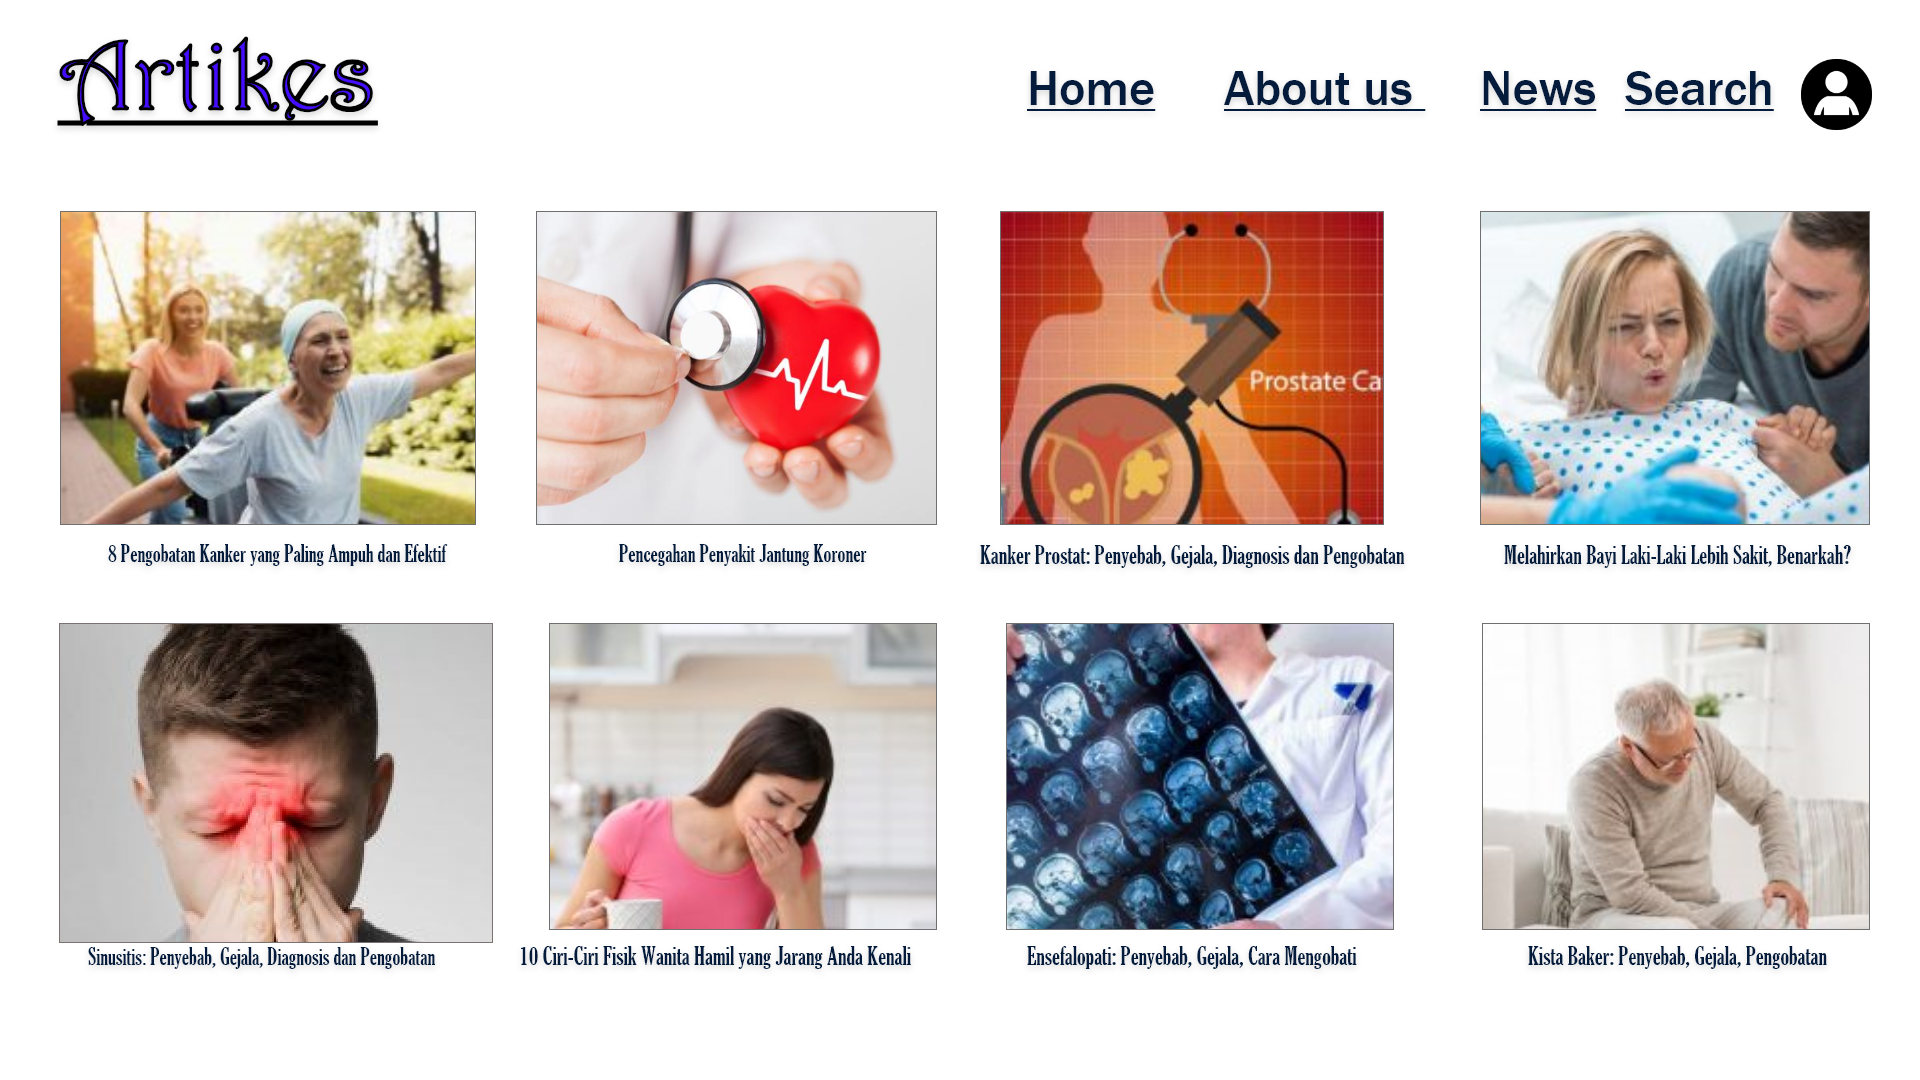 Artikes
Home About us News Search
Prostate Ca
8 Pengobatan Kanker yang Paling Ampuh dan Efektif
Pencegahan Penyakit Jantung Koroner
Kanker Prostat: Penyebab, Gejala, Diagnosis dan Pengobatan
Melahirkan Bayi Laki-Laki Lebih Sakit, Benarkah?
Sinusitis: Penyebab, Gejala, Diagnosis dan Pengobatan
10 Ciri-Ciri Fisik Wanita Hamil yang Jarang Anda Kenali
Ensefalopati: Penyebab, Gejala, Cara Mengobati
Kista Baker: Penyebab, Gejala, Pengobatan